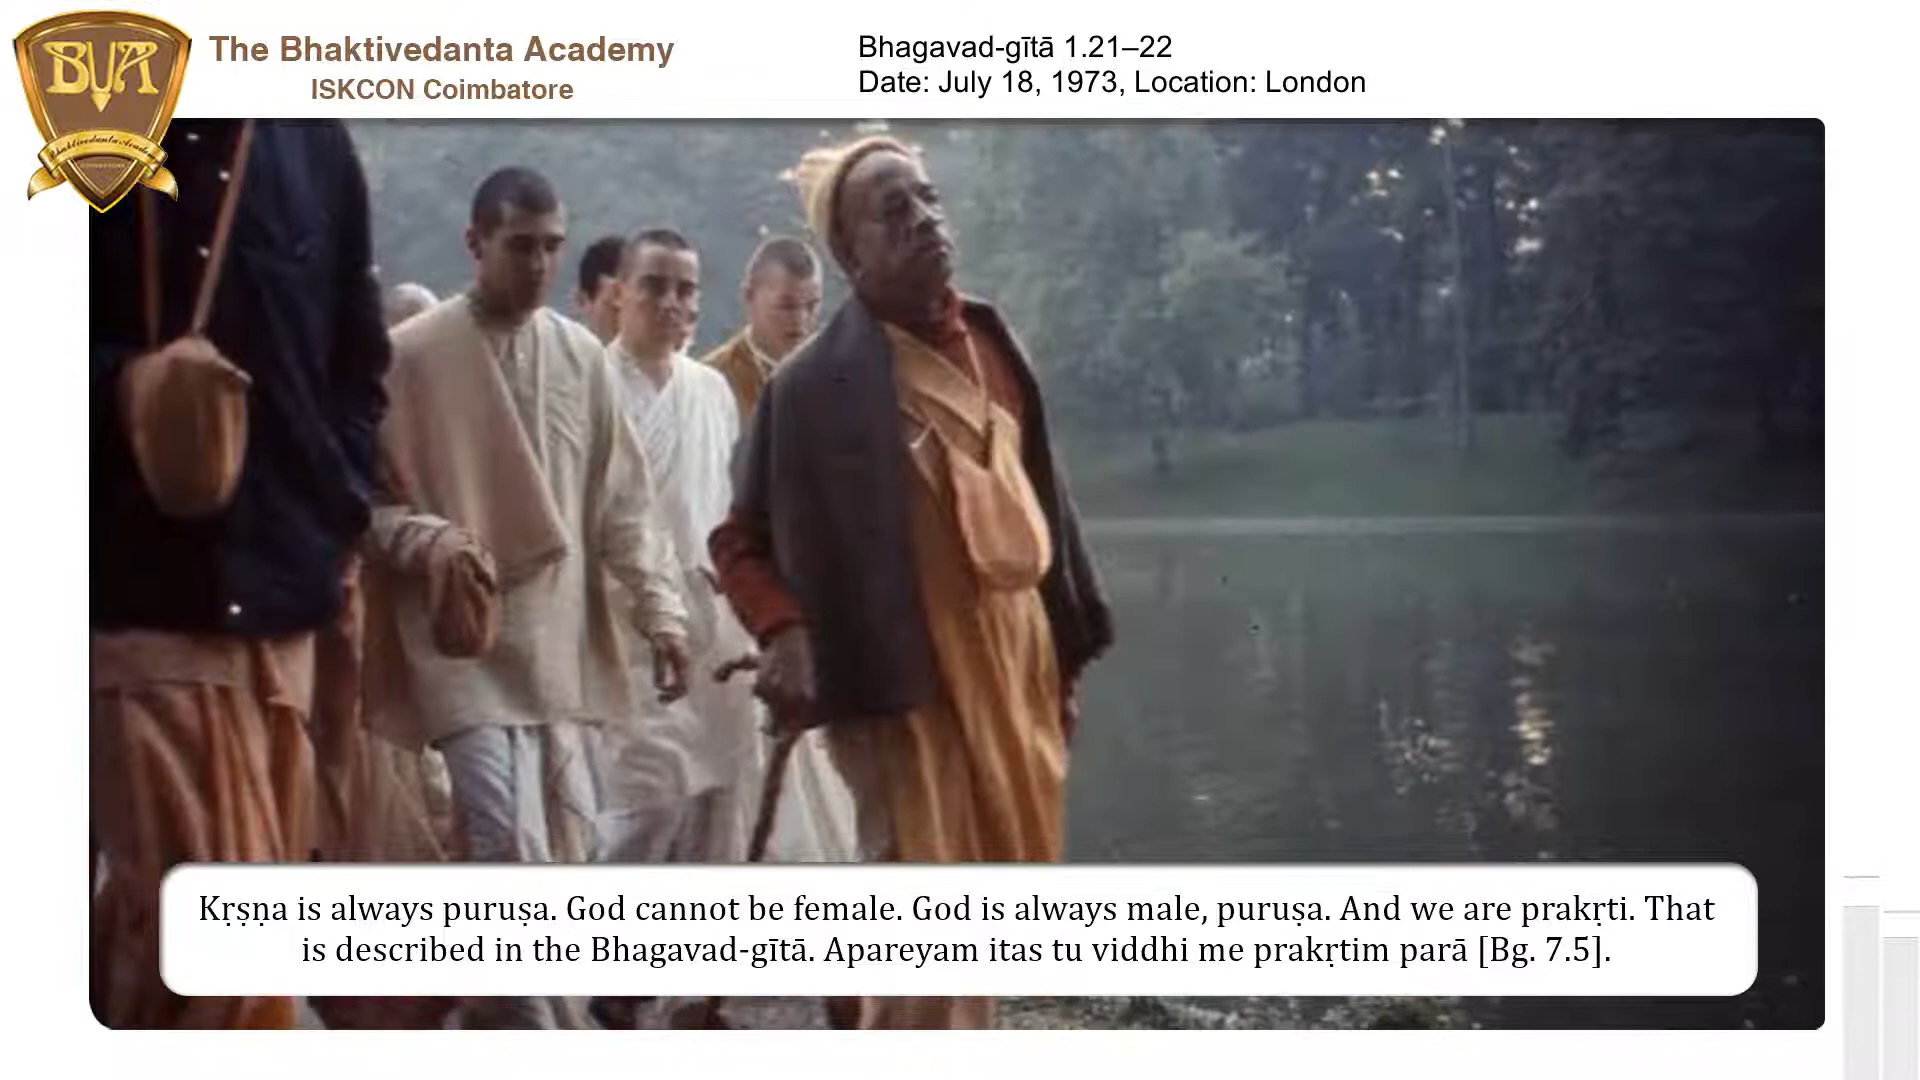 BVA
The Bhaktivedanta Academy
ISKCON Coimbatore
Bhagavad-gītā 1.21–22
Date: July 18, 1973, Location: London
Kṛṣṇa is always puruṣa. God cannot be female. God is always male, puruṣa. And we are prakṛti. That
is described in the Bhagavad-gītā. Apareyam itas tu viddhi me prakṛtim parā [Bg. 7.5].